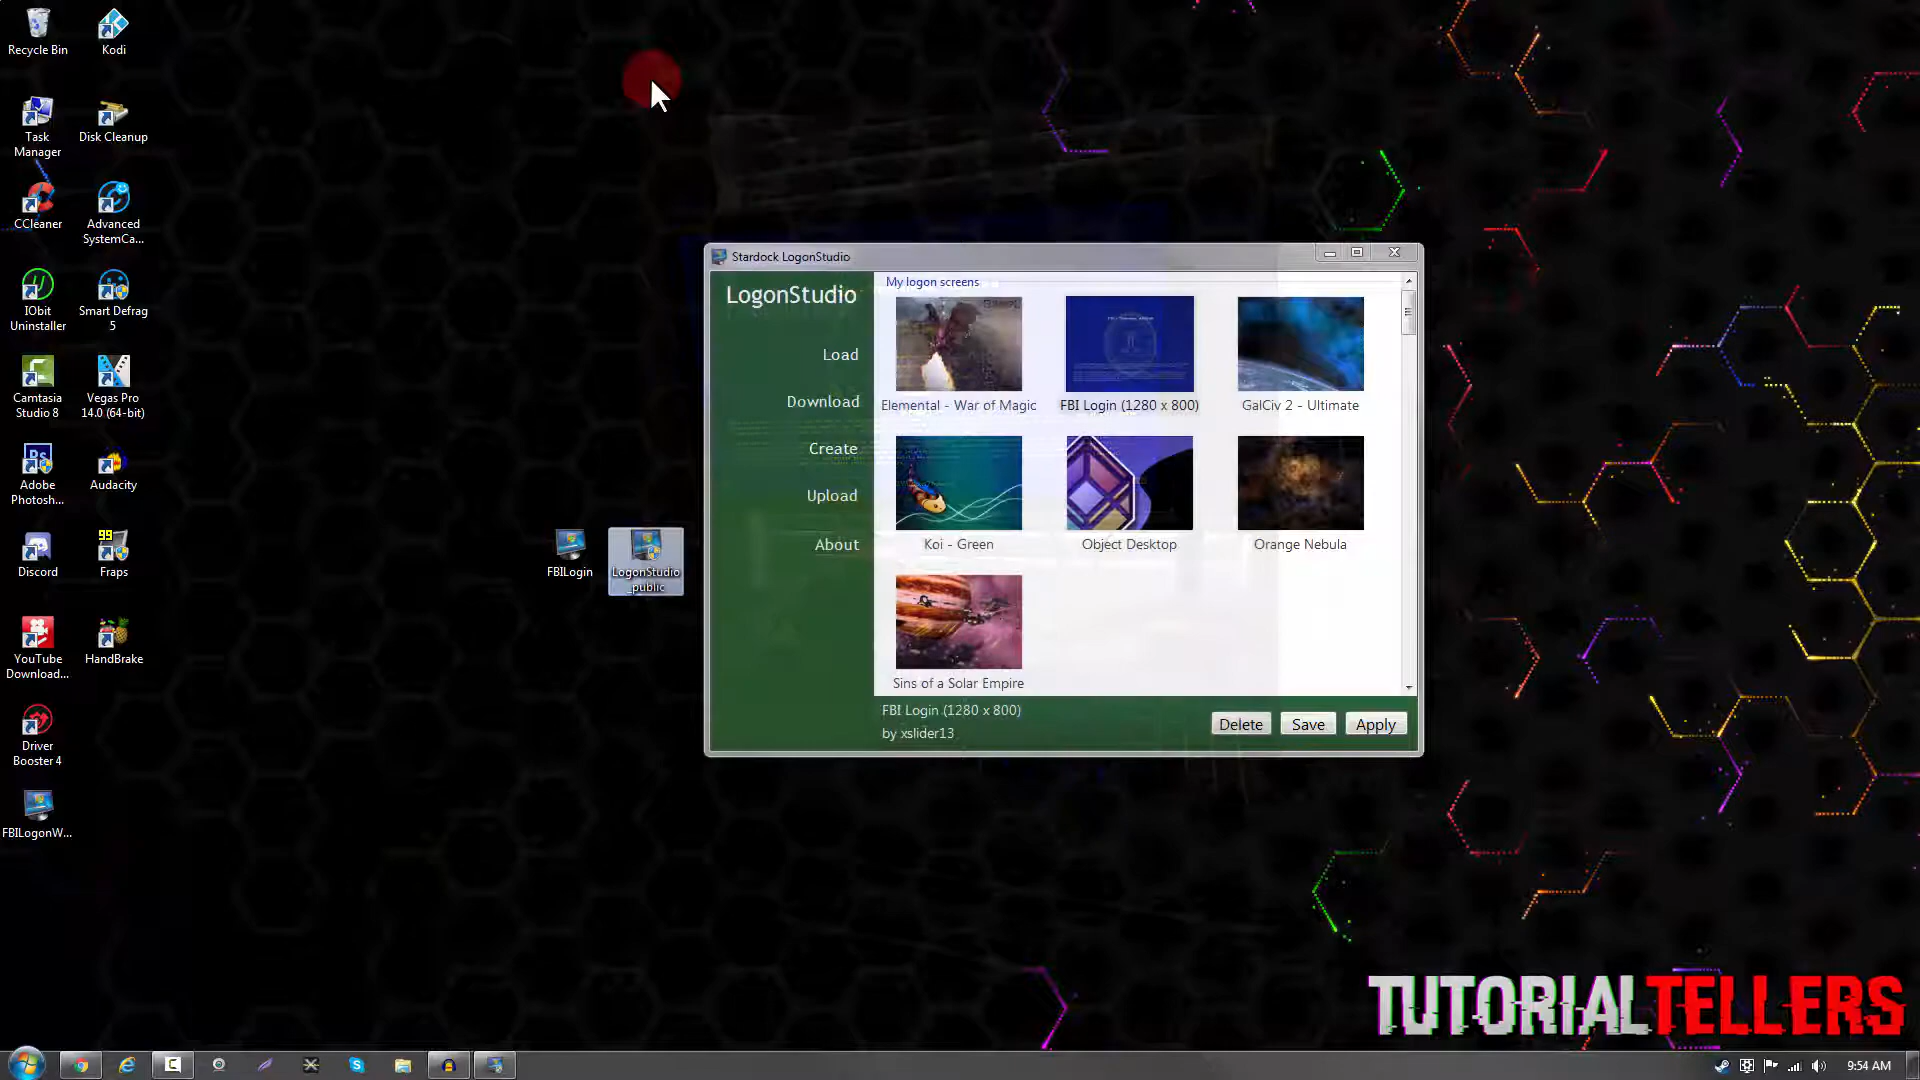 Recycle Bin
Kodi
Task
Manager
Disk Cleanup
CCleaner
Advanced
SystemCa...
IObit
Uninstaller
Smart Defrag
5
Camtasia
Studio 8
Vegas Pro
14.0 (64-bit)
Adobe
Photosh...
Audacity
Discord
99
Fraps
YouTube
Download...
HandBrake
Driver
Booster 4
FBILogonW...
FBILogin
LogonStudio
_public
Stardock LogonStudio
LogonStudio
Load
Download
Create
Upload
About
My logon screens
Elemental - War of Magic
FBI Login (1280 x 800)
GalCiv 2 - Ultimate
Koi - Green
Object Desktop
Orange Nebula
Sins of a Solar Empire
FBI Login (1280 x 800)
by xslider13
Delete
Save
Apply
TUTORIALTELLERS
9:54 AM